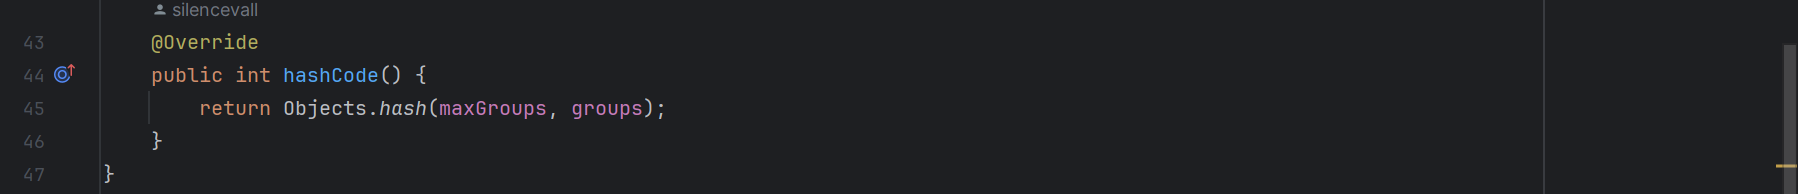 silencevall
43 @Override
44 public int hashCode() {
45 return Objects.hash(maxGroups, groups);
46 }
47 }